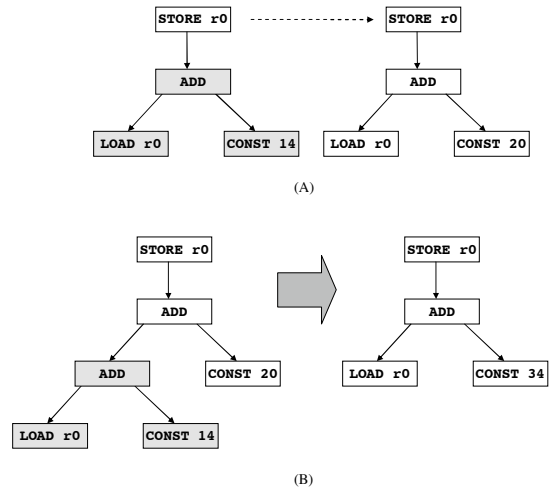 STORE r0 STORE r0
ADD ADD
LOAD r0 CONST 14 LOAD r0 CONST 20
(A)
STORE r0 STORE r0
ADD ADD
ADD CONST 20 LOAD r0 CONST 34
LOAD r0 CONST 14
(B)